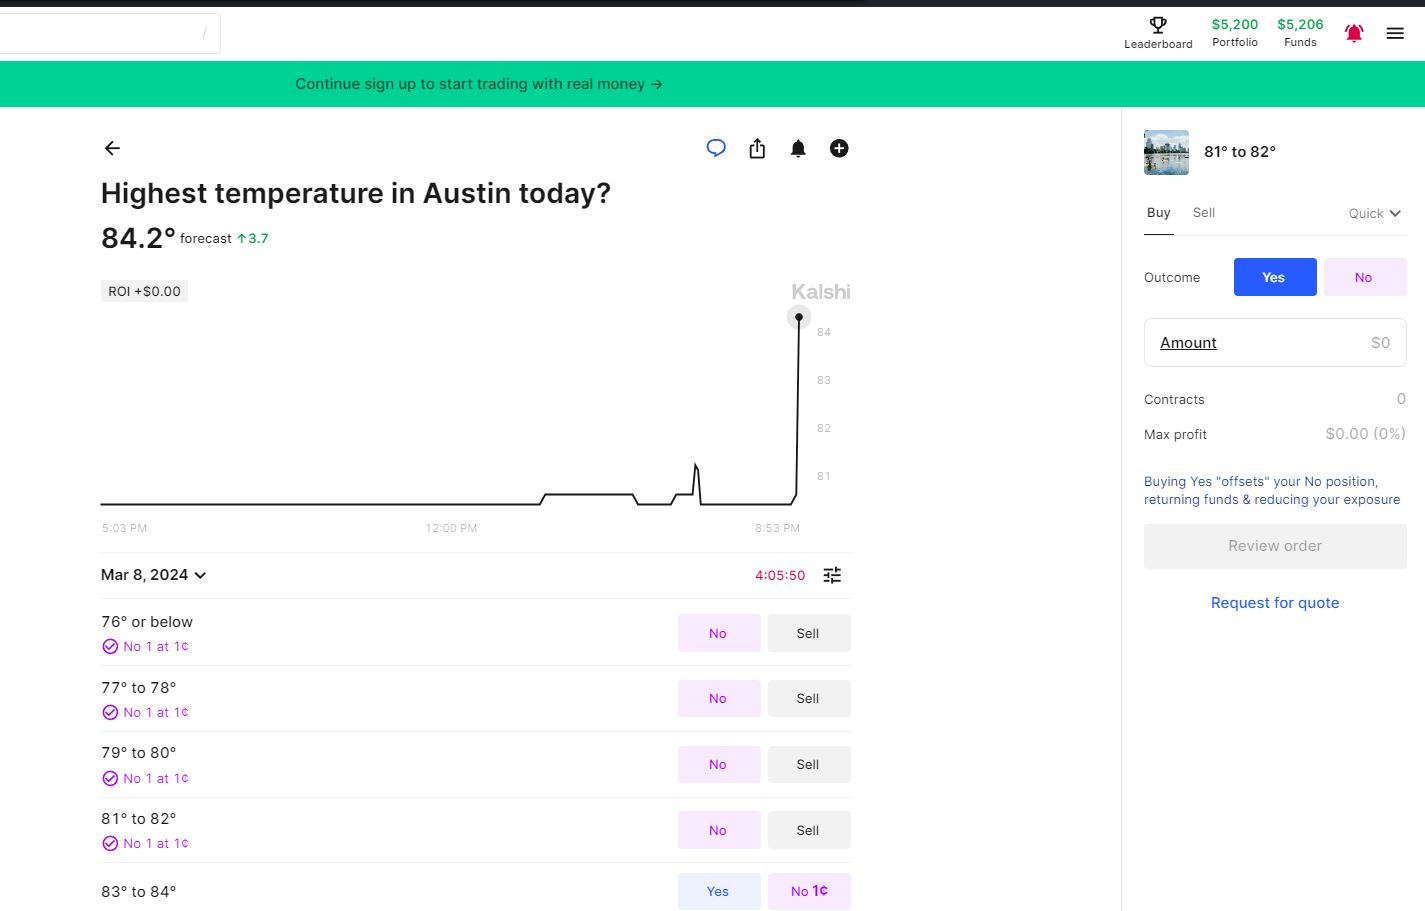 /
Leaderboard
$5,200
Portfolio
$5,206
Funds
Continue sign up to start trading with real money →
Highest temperature in Austin today?
84.2° forecast ↑3.7
ROI +$0.00
Kalshi
84
83
82
81
5:03 PM
12:00 PM
8:53 PM
Mar 8, 2024
4:05:50
76° or below
No 1 at 1¢
No
Sell
77° to 78°
No 1 at 1¢
No
Sell
79° to 80°
No 1 at 1¢
No
Sell
81° to 82°
No 1 at 1¢
No
Sell
83° to 84°
Yes
No 1¢
81° to 82°
Buy
Sell
Quick
Outcome
Yes
No
Amount
$0
Contracts
0
Max profit
$0.00 (0%)
Buying Yes "offsets" your No position,
returning funds & reducing your exposure
Review order
Request for quote